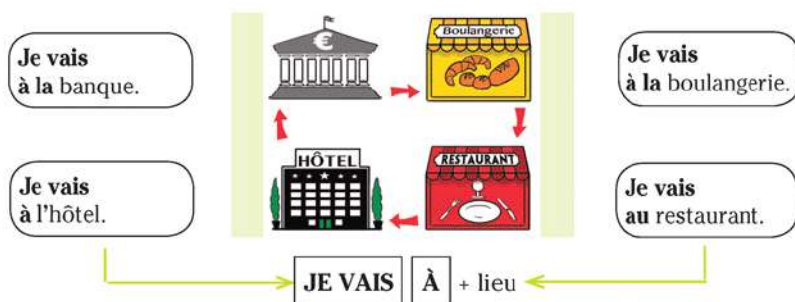 Je vais
à la banque.
€
Boulangerie
Je vais
à la boulangerie.
Je vais
à l'hôtel.
HÔTEL
RESTAURANT
Je vais
au restaurant.
JE VAIS À + lieu